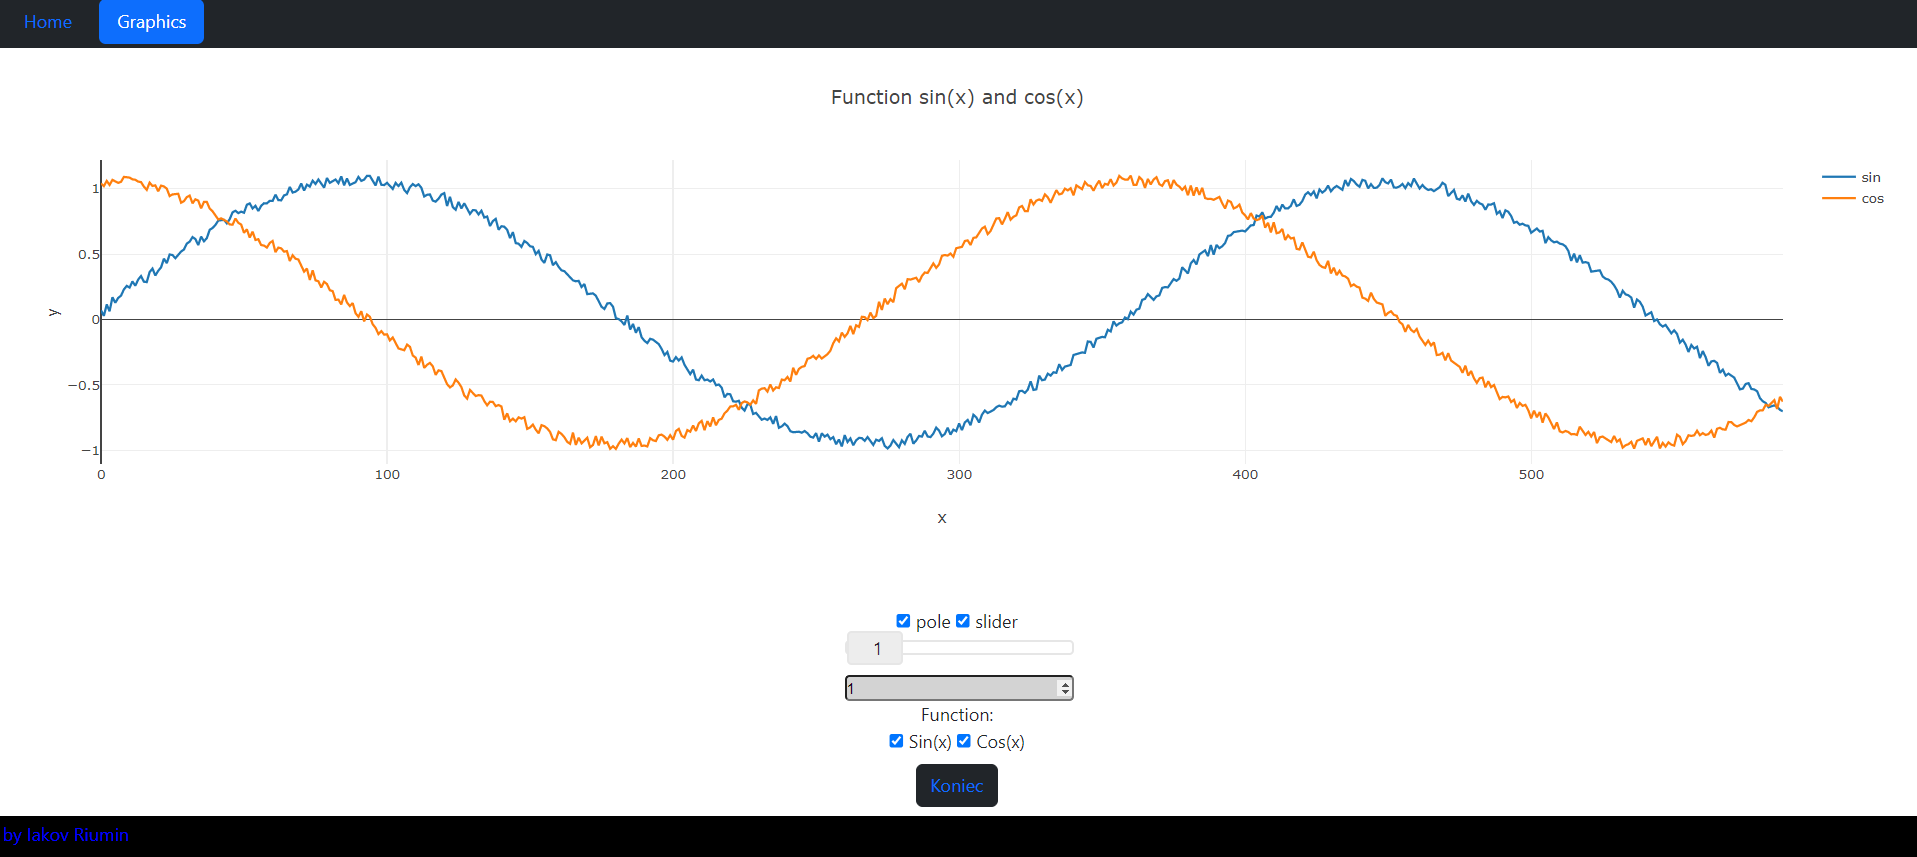 Home Graphics
Function sin(x) and cos(x)
sin
cos
1
0.5
0
−0.5
−1
y
0 100 200 300 400 500
x
pole slider
1
1
Function:
Sin(x) Cos(x)
Koniec
by Iakov Riumin